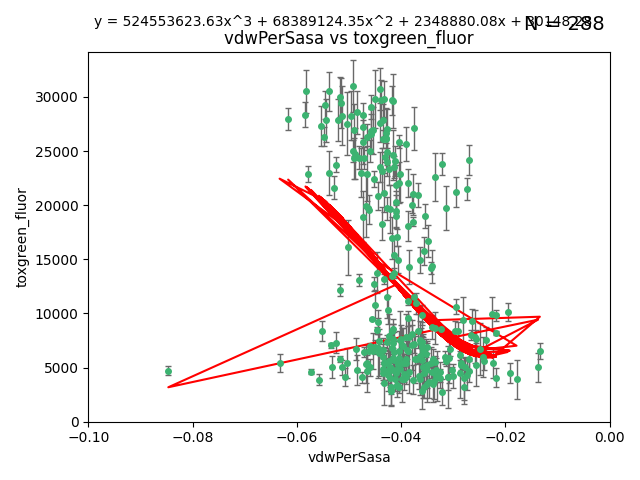 y = 524553623.63x^3 + 68389124.35x^2 + 2348880.08x +
N = 288
vdwPerSasa vs toxgreen_fluor
30000
25000
20000
15000
10000
5000
0
toxgreen_fluor
−0.10 −0.08 −0.06 −0.04 −0.02 0.00
vdwPerSasa